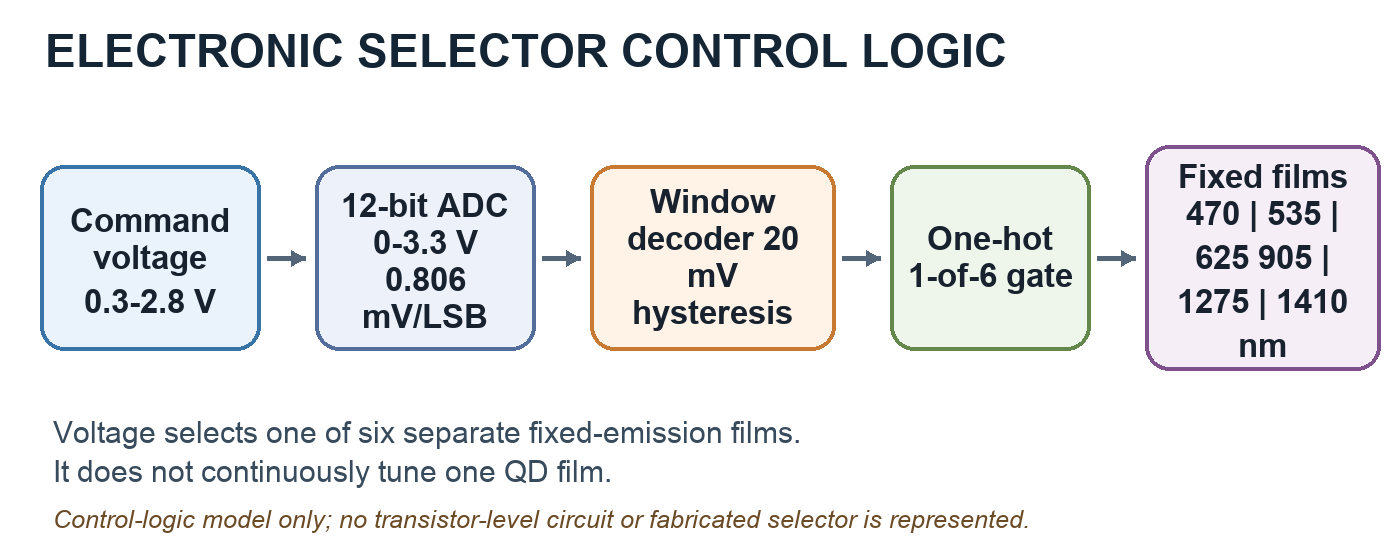 ELECTRONIC SELECTOR CONTROL LOGIC
Command
voltage
0.3-2.8 V
12-bit ADC
0-3.3 V
0.806
mV/LSB
Window
decoder 20
mV
hysteresis
One-hot
1-of-6 gate
Fixed films
470 | 535 |
625 905 |
1275 | 1410
nm
Voltage selects one of six separate fixed-emission films.
It does not continuously tune one QD film.
Control-logic model only; no transistor-level circuit or fabricated selector is represented.